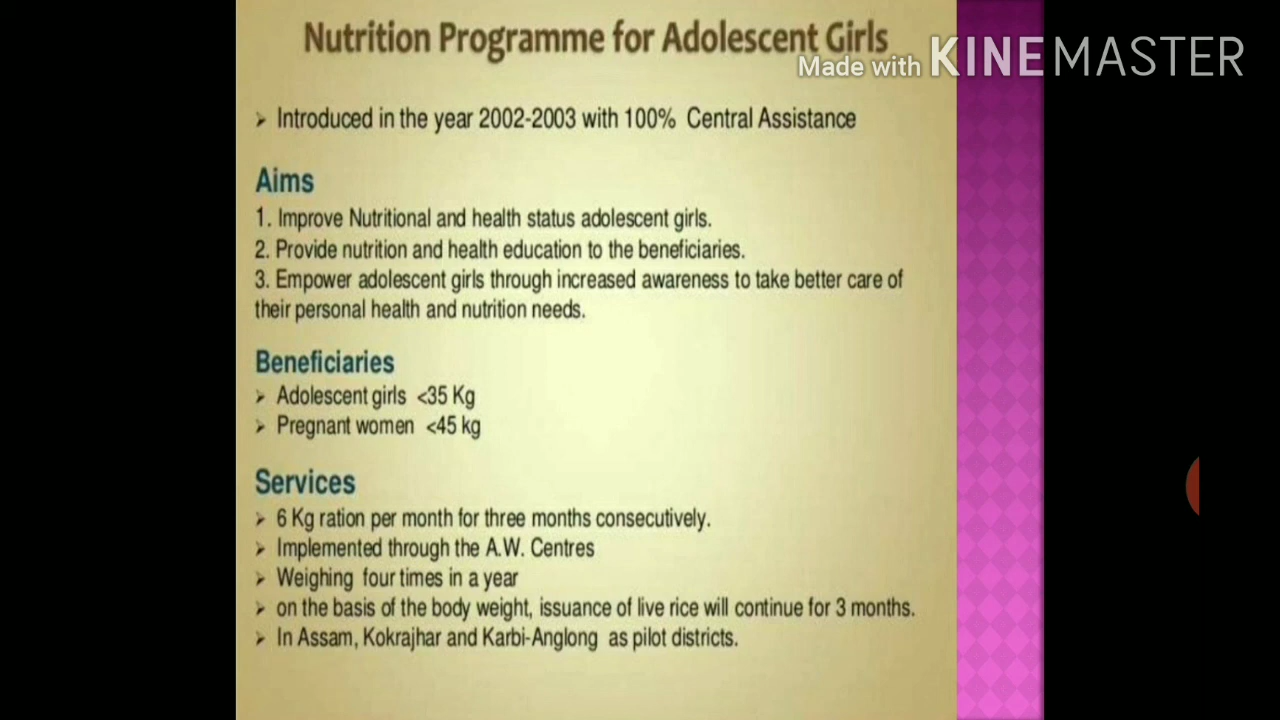 Nutrition Programme for Adolescent Girls
Made with KINEMASTER
➢ Introduced in the year 2002-2003 with 100% Central Assistance
Aims
1. Improve Nutritional and health status adolescent girls.
2. Provide nutrition and health education to the beneficiaries.
3. Empower adolescent girls through increased awareness to take better care of
their personal health and nutrition needs.
Beneficiaries
➢ Adolescent girls <35 Kg
➢ Pregnant women <45 kg
Services
➢ 6 Kg ration per month for three months consecutively.
➢ Implemented through the A.W. Centres
➢ Weighing four times in a year
➢ on the basis of the body weight, issuance of live rice will continue for 3 months.
➢ In Assam, Kokrajhar and Karbi-Anglong as pilot districts.